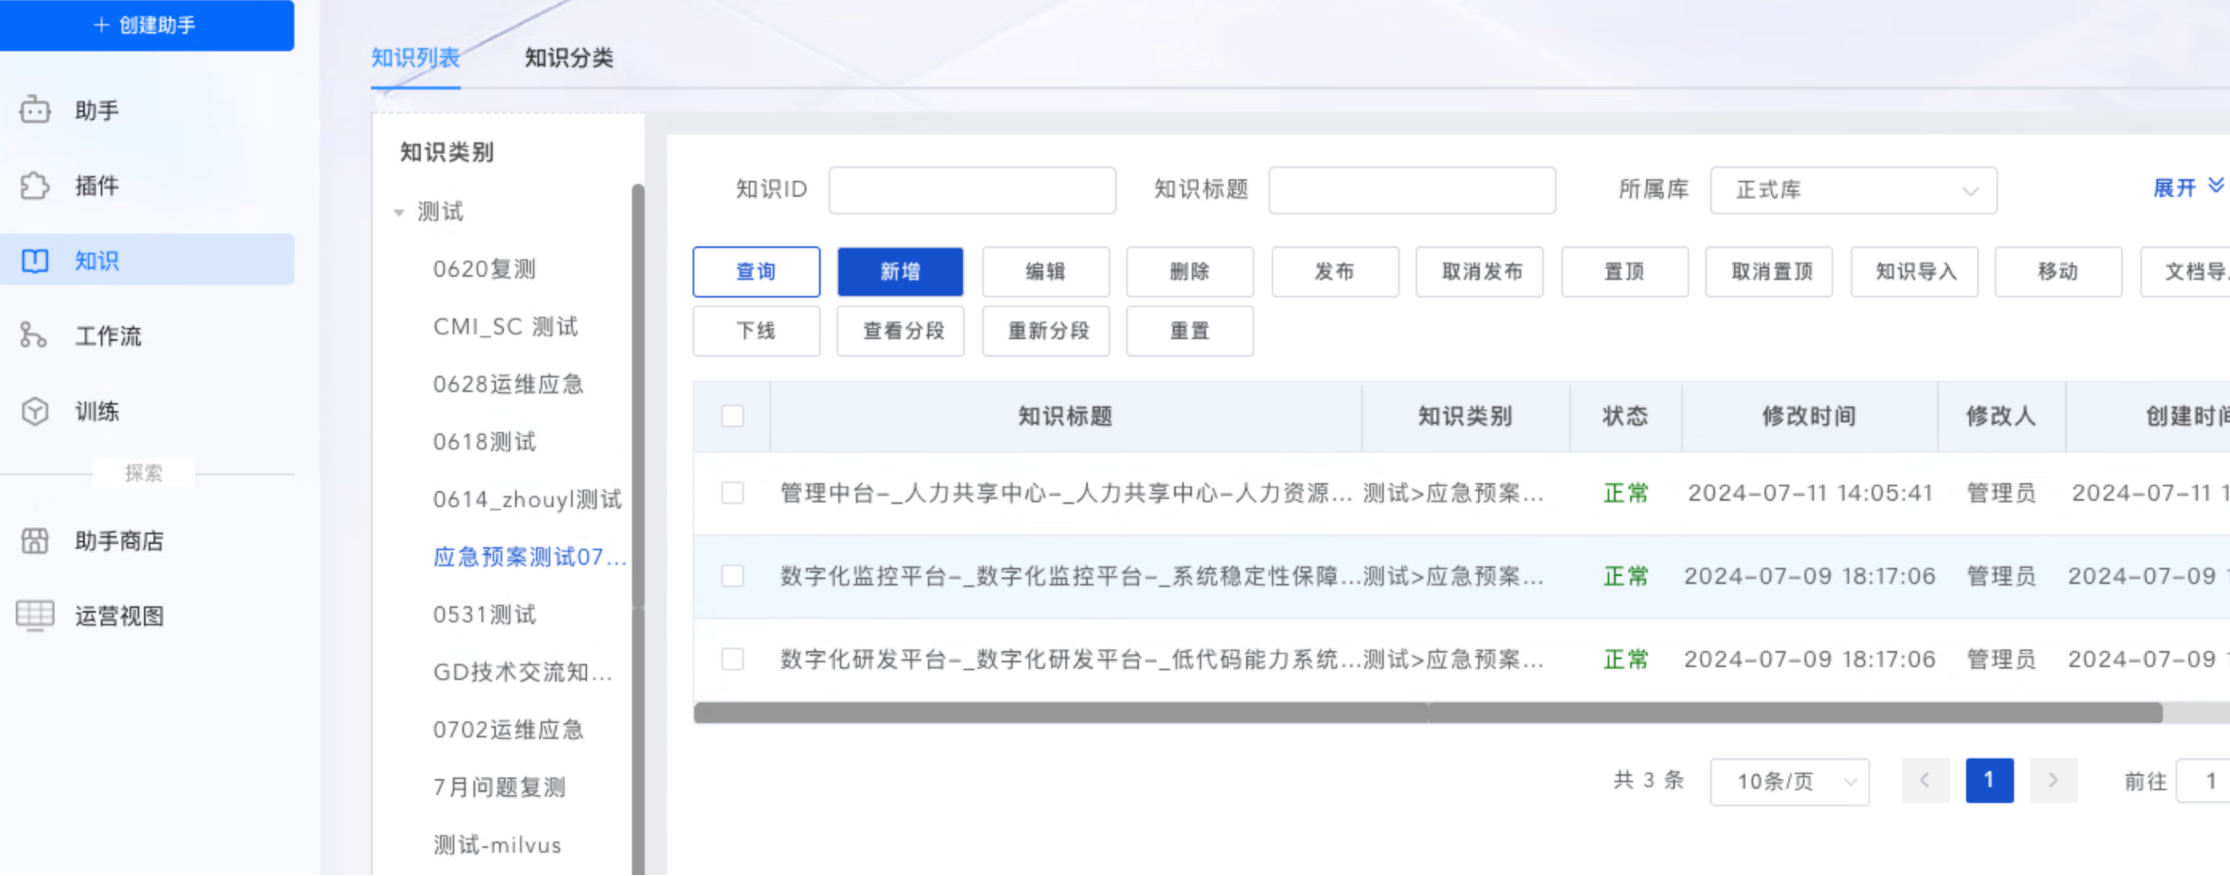 + 创建助手
助手
插件
知识
工作流
训练
探索
助手商店
运营视图
知识列表 知识分类
知识类别
测试
0620复测
CMI_SC 测试
0628运维应急
0618测试
0614_zhouyl测试
应急预案测试07...
0531测试
GD技术交流知...
0702运维应急
7月问题复测
测试-milvus
知识ID 知识标题 所属库 正式库 展开
查询 新增 编辑 删除 发布 取消发布 置顶 取消置顶 知识导入 移动 文档导
下线 查看分段 重新分段 重置
知识标题 知识类别 状态 修改时间 修改人 创建时间
管理中台-_人力共享中心-_人力共享中心-人力资源... 测试>应急预案... 正常 2024-07-11 14:05:41 管理员 2024-07-11 1
数字化监控平台-_数字化监控平台-_系统稳定性保障... 测试>应急预案... 正常 2024-07-09 18:17:06 管理员 2024-07-09 1
数字化研发平台-_数字化研发平台-_低代码能力系统... 测试>应急预案... 正常 2024-07-09 18:17:06 管理员 2024-07-09 1
共 3 条 10条/页 < 1 > 前往 1